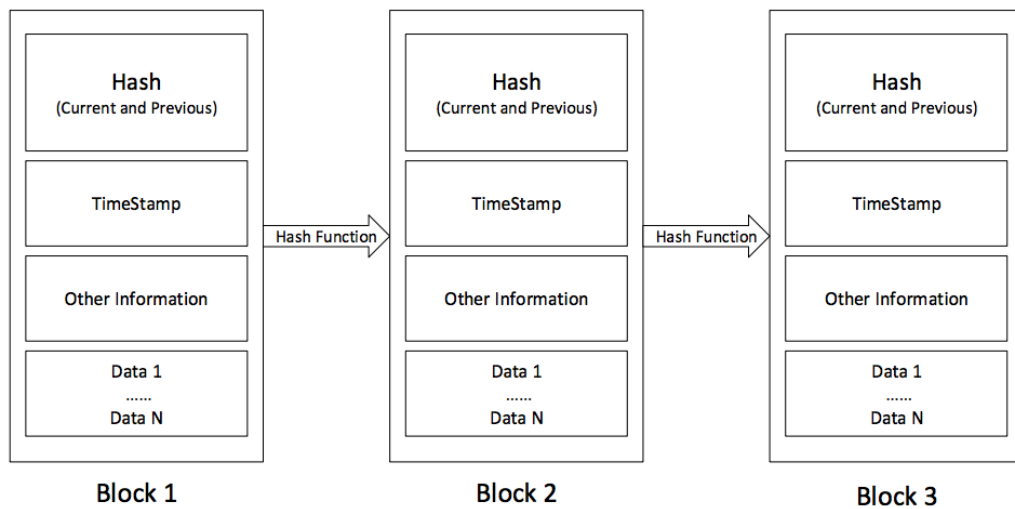 Hash
(Current and Previous)
TimeStamp
Other Information
Data 1
......
Data N
Block 1
Hash Function
Hash
(Current and Previous)
TimeStamp
Other Information
Data 1
......
Data N
Block 2
Hash Function
Hash
(Current and Previous)
TimeStamp
Other Information
Data 1
......
Data N
Block 3